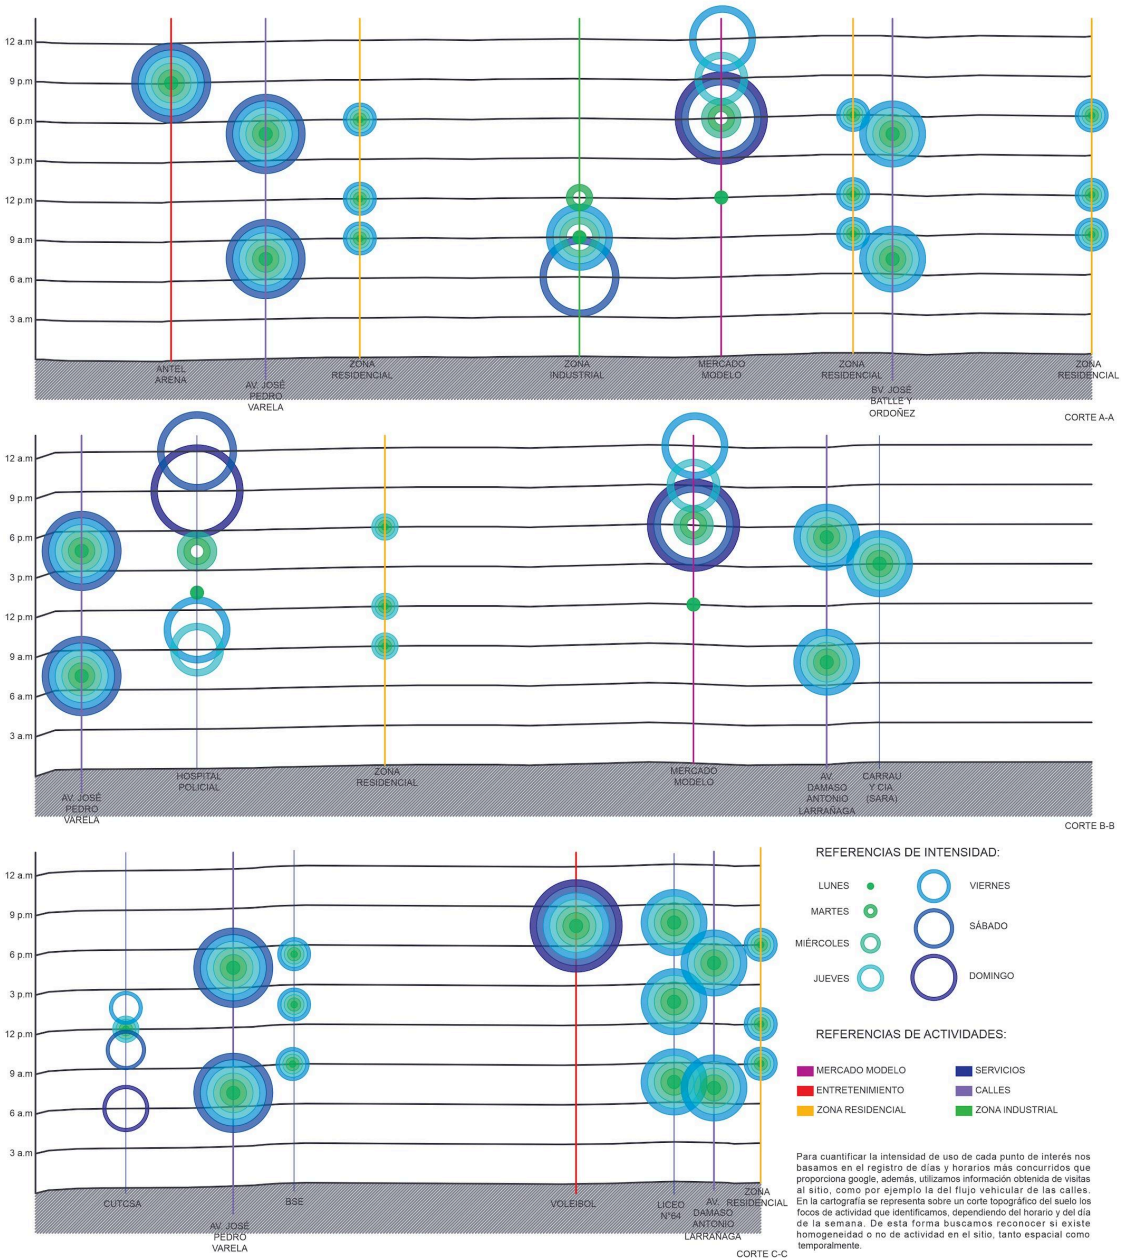 12 a.m
9 p.m
6 p.m
3 p.m
12 p.m
9 a.m
6 a.m
3 a.m
ANTEL
ARENA
AV. JOSÉ
PEDRO
VARELA
ZONA
RESIDENCIAL
ZONA
INDUSTRIAL
MERCADO
MODELO
ZONA
RESIDENCIAL
BV. JOSÉ
BATLLE Y
ORDOÑEZ
ZONA
RESIDENCIAL
CORTE A-A
12 a.m
9 p.m
6 p.m
3 p.m
12 p.m
9 a.m
6 a.m
3 a.m
AV. JOSÉ
PEDRO
VARELA
HOSPITAL
POLICIAL
ZONA
RESIDENCIAL
MERCADO
MODELO
AV.
DAMASO
ANTONIO
LARRAÑAGA
CARRAU
Y CIA
(SARA)
CORTE B-B
12 a.m
9 p.m
6 p.m
3 p.m
12 p.m
9 a.m
6 a.m
3 a.m
CUTCSA
AV. JOSÉ
PEDRO
VARELA
BSE
VOLEIBOL
LICEO
N°64
AV.
DAMASO
ANTONIO
LARRAÑAGA
ZONA
RESIDENCIAL
CORTE C-C
REFERENCIAS DE INTENSIDAD:
LUNES
MARTES
MIÉRCOLES
JUEVES
VIERNES
SÁBADO
DOMINGO
REFERENCIAS DE ACTIVIDADES:
MERCADO MODELO
ENTRETENIMIENTO
ZONA RESIDENCIAL
SERVICIOS
CALLES
ZONA INDUSTRIAL
Para cuantificar la intensidad de uso de cada punto de interés nos
basamos en el registro de días y horarios más concurridos que
proporciona google, además, utilizamos información obtenida de visitas
al sitio, como por ejemplo la del flujo vehicular de las calles.
En la cartografía se representa sobre un corte topográfico del suelo los
focos de actividad que identificamos, dependiendo del horario y del día
de la semana. De esta forma buscamos reconocer si existe
homogeneidad o no de actividad en el sitio, tanto espacial como
temporalmente.